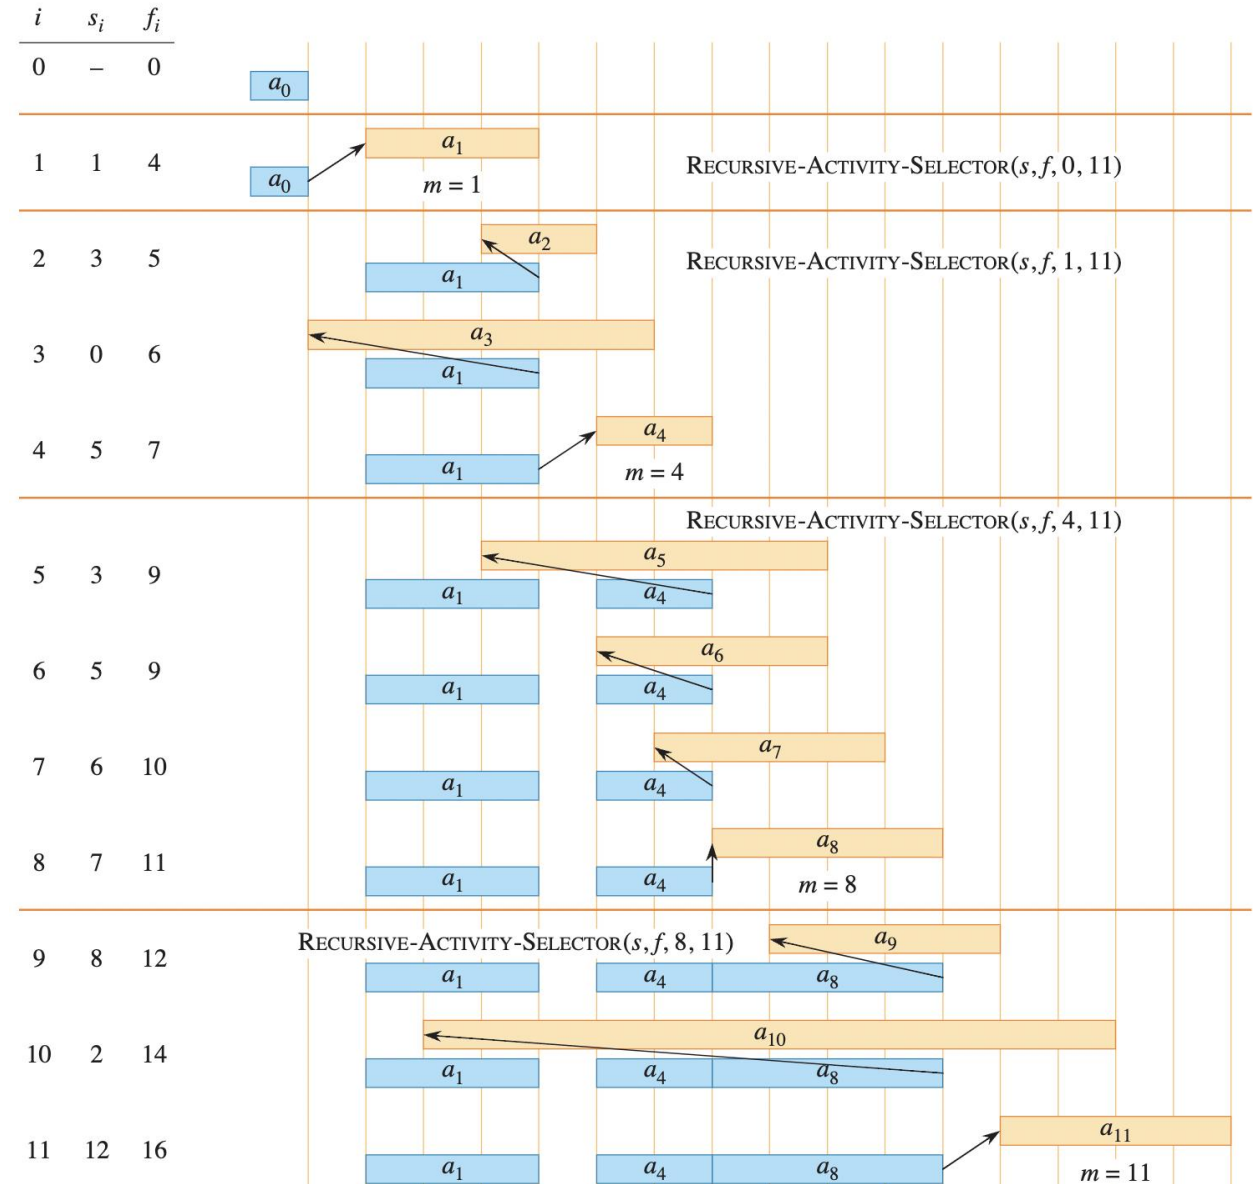 i s_i f_i
0 – 0
a_0
a_1
1 1 4 RECURSIVE-ACTIVITY-SELECTOR(s, f, 0, 11)
a_0 m = 1
a_2
2 3 5 RECURSIVE-ACTIVITY-SELECTOR(s, f, 1, 11)
a_1
a_3
3 0 6
a_1
a_4
4 5 7
a_1 m = 4
RECURSIVE-ACTIVITY-SELECTOR(s, f, 4, 11)
a_5
5 3 9
a_1 a_4
a_6
6 5 9
a_1 a_4
a_7
7 6 10
a_1 a_4
a_8
8 7 11
a_1 a_4 m = 8
RECURSIVE-ACTIVITY-SELECTOR(s, f, 8, 11) a_9
9 8 12
a_1 a_4 a_8
a_10
10 2 14
a_1 a_4 a_8
a_11
11 12 16
a_1 a_4 a_8 m = 11